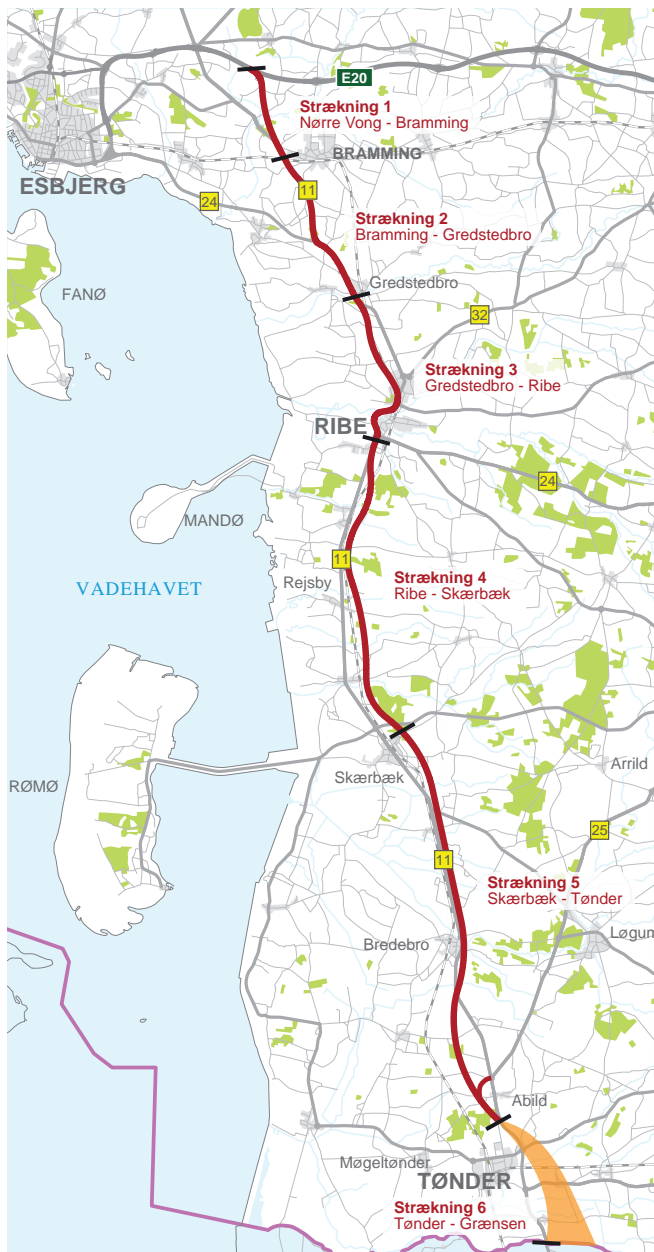 E20
Strækning 1
Nørre Vong - Bramming
BRAMMING
ESBJERG
11
24
Strækning 2
Bramming - Gredstedbro
Gredstedbro
FANØ
32
Strækning 3
Gredstedbro - Ribe
RIBE
24
MANDØ
11
Strækning 4
Ribe - Skærbæk
Rejsby
VADEHAVET
Skærbæk
Arrild
RØMØ
25
11
Strækning 5
Skærbæk - Tønder
Bredebro
Løgum
Abild
Møgeltønder
TØNDER
Strækning 6
Tønder - Grænsen